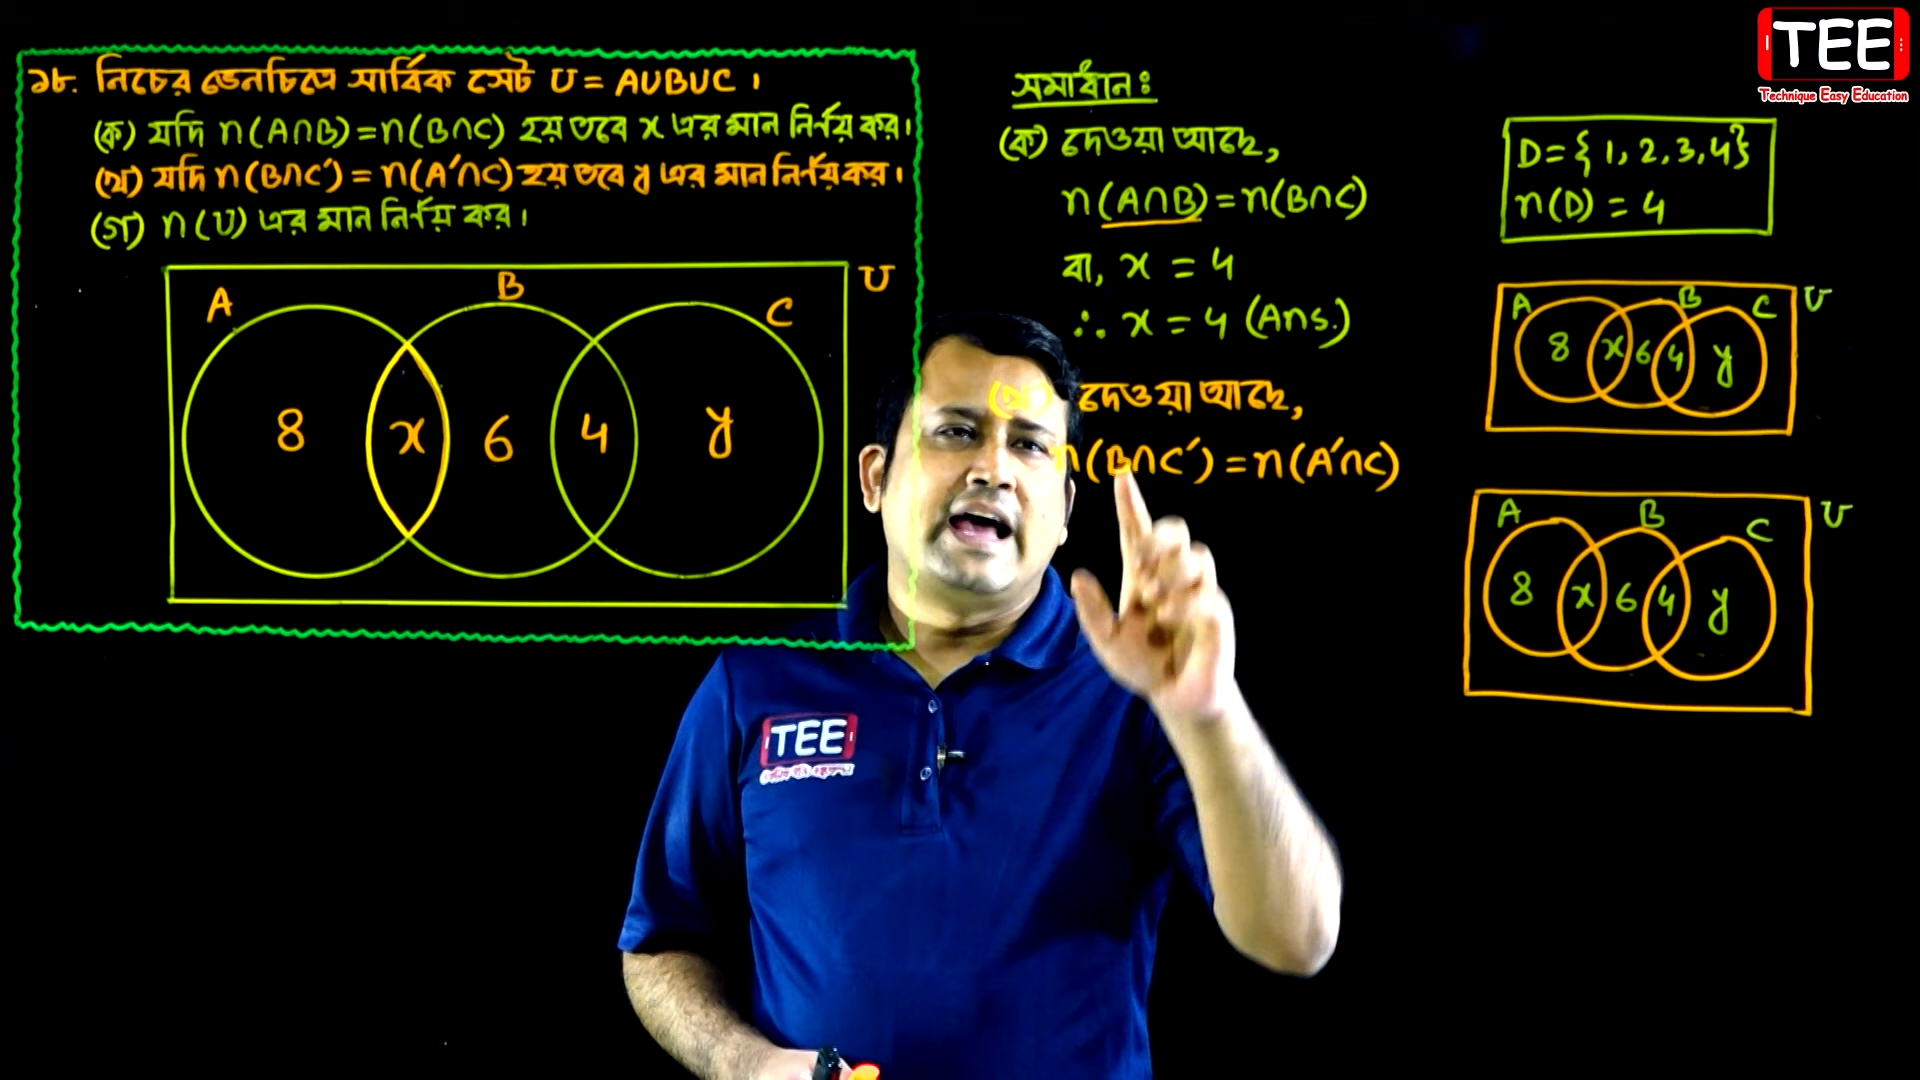 ১৮. নিচের ভেনচিত্রে সার্বিক সেট U = AUBUC ।
(ক) যদি n(A∩B)=n(B∩C) হয় তবে x এর মান নির্ণয় কর।
(খ) যদি n(B∩C′) = n(A′∩C) হয় তবে y এর মান নির্ণয় কর।
(গ) n(U) এর মান নির্ণয় কর।
A B C U
8 x 6 4 y
সমাধানঃ
(ক) দেওয়া আছে,
n(A∩B)=n(B∩C)
বা, x = 4
∴ x = 4 (Ans.)
(খ) দেওয়া আছে,
n(B∩C′) = n(A′∩C)
D = {1, 2, 3, 4}
n(D) = 4
A B C U
8 x 6 4 y
A B C U
8 x 6 4 y
TEE
Technique Easy Education
TEE